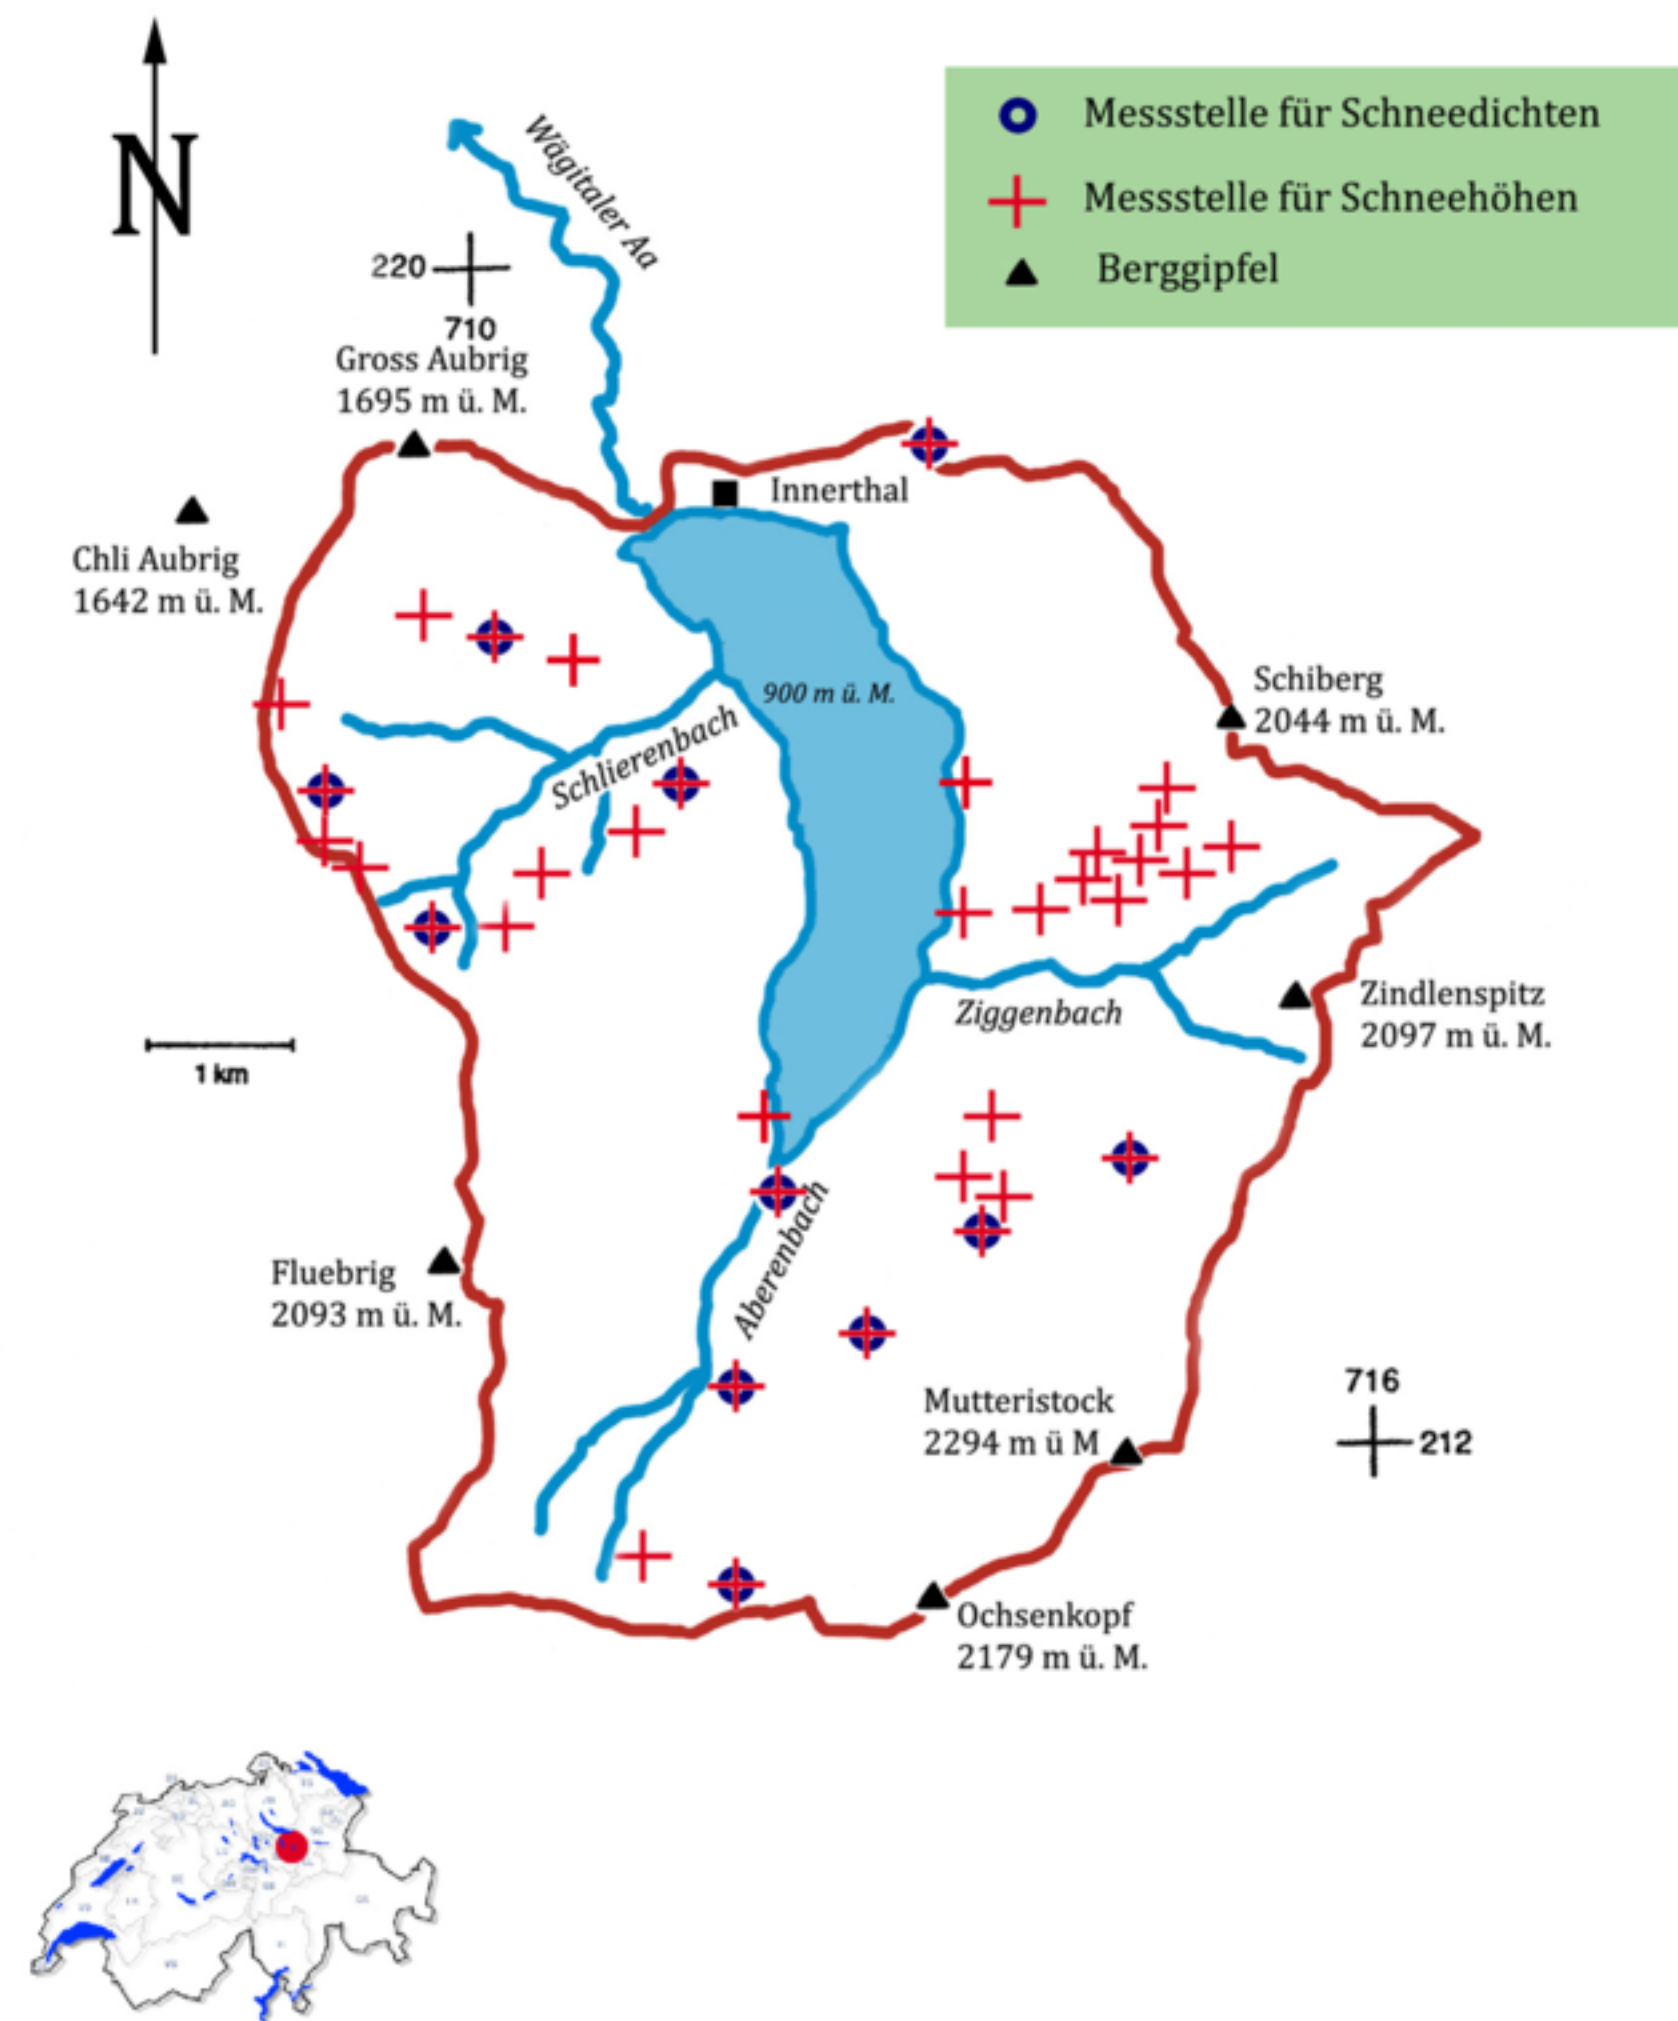 Messstelle für Schneedichten
Messstelle für Schneehöhen
Berggipfel
N
Wägitaler Aa
220
710
Gross Aubrig
1695 m ü. M.
Innerthal
Chli Aubrig
1642 m ü. M.
900 m ü. M.
Schiberg
2044 m ü. M.
Schlierenbach
Zindlenspitz
2097 m ü. M.
Ziggenbach
1 km
Aberenbach
Fluebrig
2093 m ü. M.
716
212
Mutteristock
2294 m ü M
Ochsenkopf
2179 m ü. M.